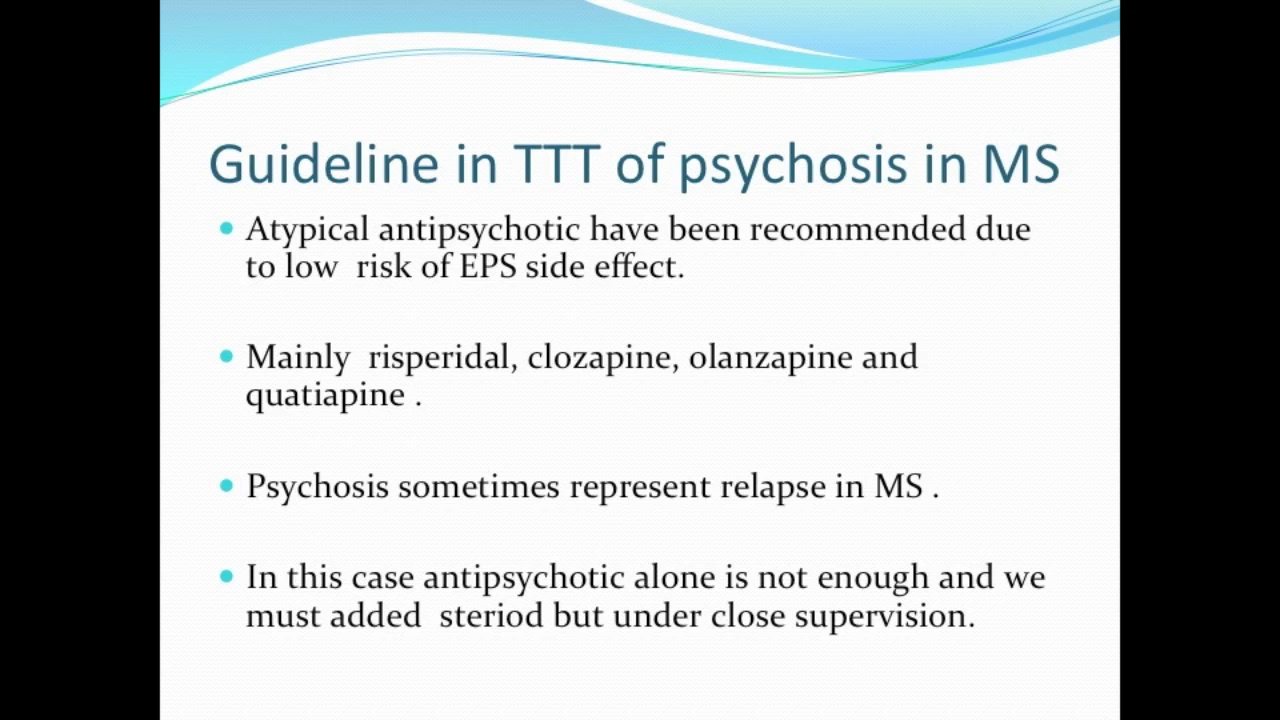 Guideline in TTT of psychosis in MS
Atypical antipsychotic have been recommended due
to low  risk of EPS side effect.
Mainly  risperidal, clozapine, olanzapine and
quatiapine .
Psychosis sometimes represent relapse in MS .
In this case antipsychotic alone is not enough and we
must added  steriod but under close supervision.